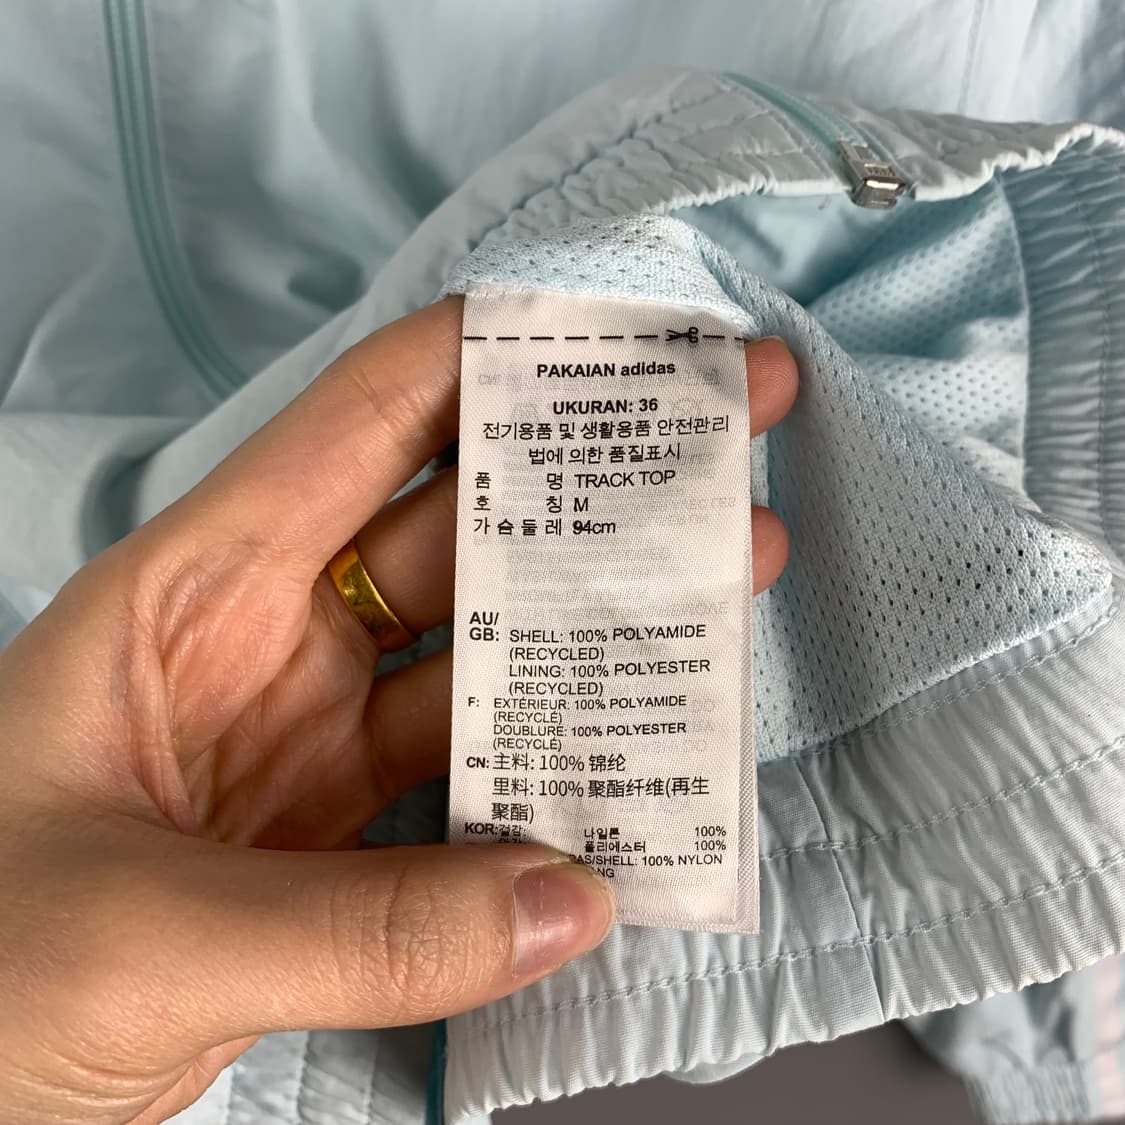 PAKAIAN adidas
UKURAN: 36
전기용품 및 생활용품 안전관리
법에 의한 품질표시
품 명 TRACK TOP
호 칭 M
가슴둘레 94cm
AU/
GB: SHELL: 100% POLYAMIDE
(RECYCLED)
LINING: 100% POLYESTER
(RECYCLED)
F: EXTÉRIEUR: 100% POLYAMIDE
(RECYCLÉ)
DOUBLURE: 100% POLYESTER
(RECYCLÉ)
CN: 主料: 100% 锦纶
里料: 100% 聚酯纤维(再生
聚酯)
KOR: 겉감: 나일론 100%
폴리에스터 100%
/SHELL: 100% NYLON